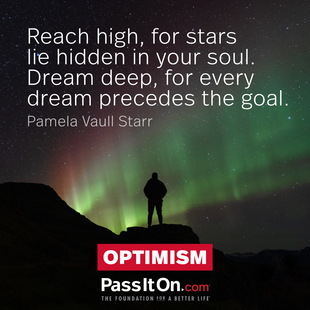 Reach high, for stars
lie hidden in your soul.
Dream deep, for every
dream precedes the goal.
Pamela Vaull Starr
OPTIMISM
PassItOn.com
THE FOUNDATION FOR A BETTER LIFE